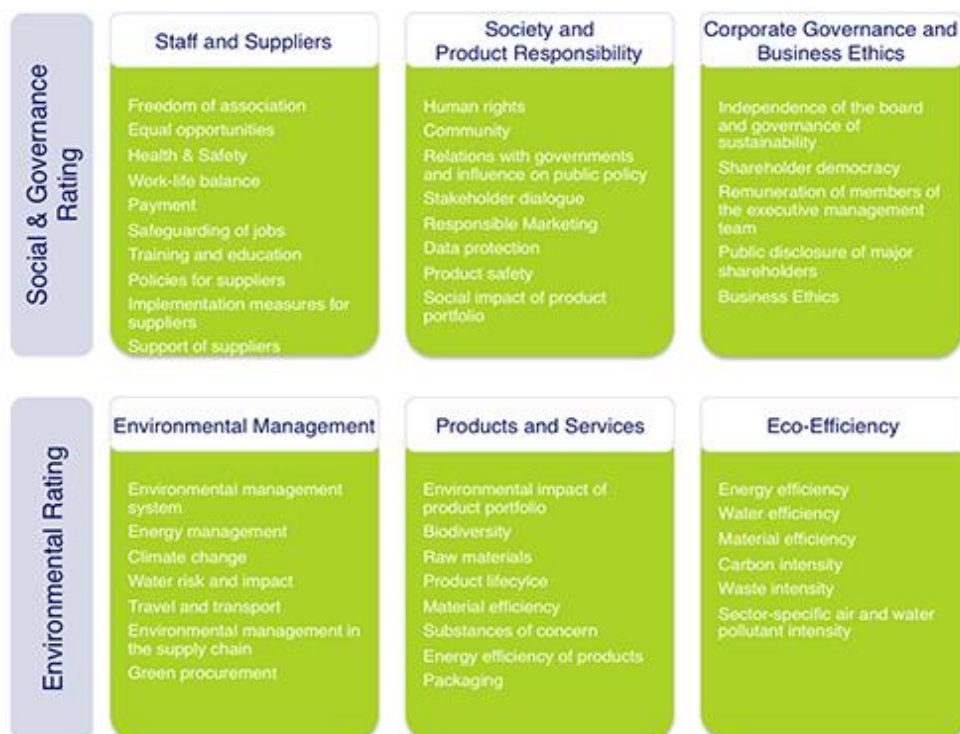 Social & Governance
Rating
Staff and Suppliers
Freedom of association
Equal opportunities
Health & Safety
Work-life balance
Payment
Safeguarding of jobs
Training and education
Policies for suppliers
Implementation measures for
suppliers
Support of suppliers
Society and
Product Responsibility
Human rights
Community
Relations with governments
and influence on public policy
Stakeholder dialogue
Responsible Marketing
Data protection
Product safety
Social impact of product
portfolio
Corporate Governance and
Business Ethics
Independence of the board
and governance of
sustainability
Shareholder democracy
Remuneration of members of
the executive management
team
Public disclosure of major
shareholders
Business Ethics
Environmental Rating
Environmental Management
Environmental management
system
Energy management
Climate change
Water risk and impact
Travel and transport
Environmental management in
the supply chain
Green procurement
Products and Services
Environmental impact of
product portfolio
Biodiversity
Raw materials
Product lifecylce
Material efficiency
Substances of concern
Energy efficiency of products
Packaging
Eco-Efficiency
Energy efficiency
Water efficiency
Material efficiency
Carbon intensity
Waste intensity
Sector-specific air and water
pollutant intensity